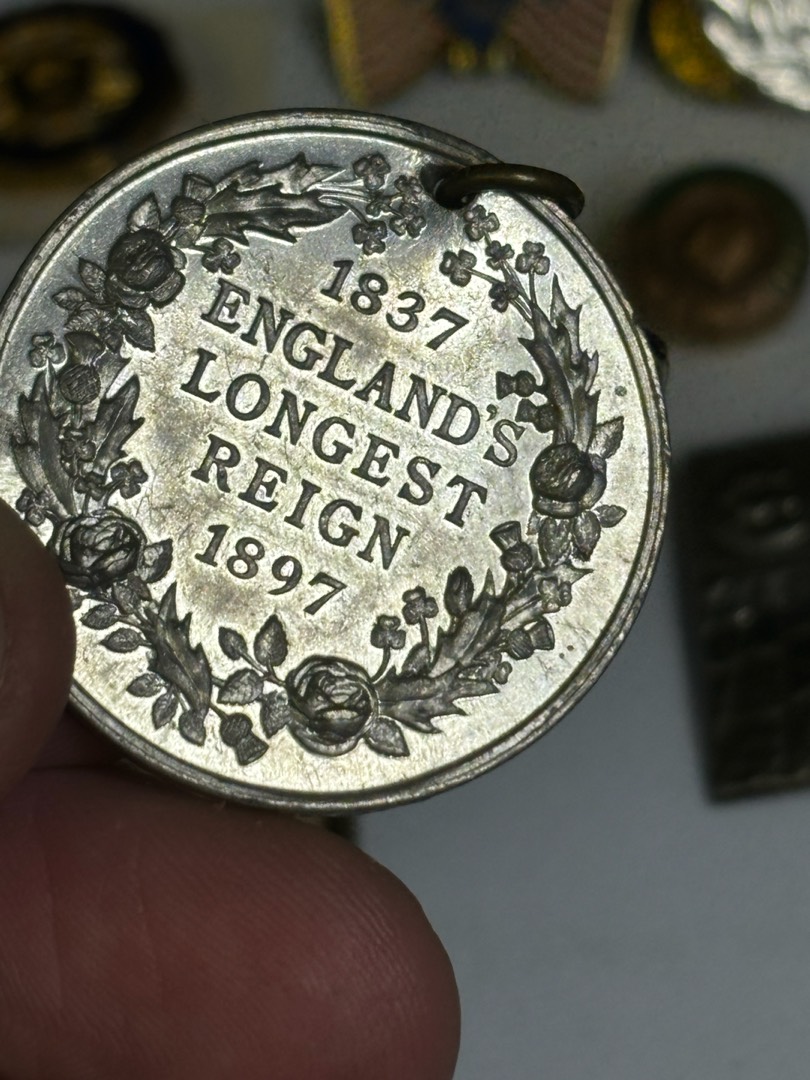 1837
ENGLAND'S
LONGEST
REIGN
1897